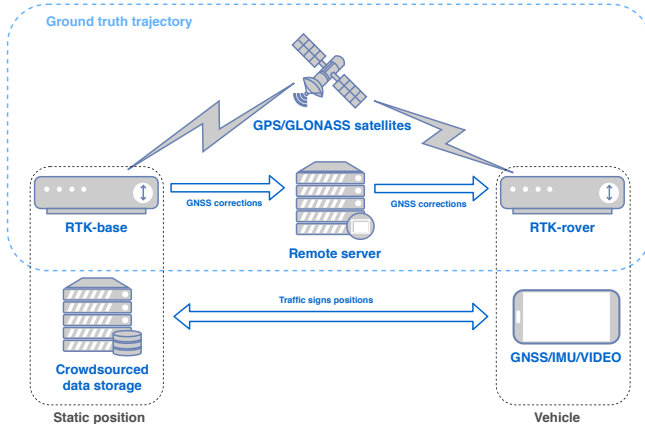 Ground truth trajectory
GPS/GLONASS satellites
GNSS corrections
GNSS corrections
RTK-base
RTK-rover
Remote server
Traffic signs positions
GNSS/IMU/VIDEO
Crowdsourced
data storage
Static position
Vehicle